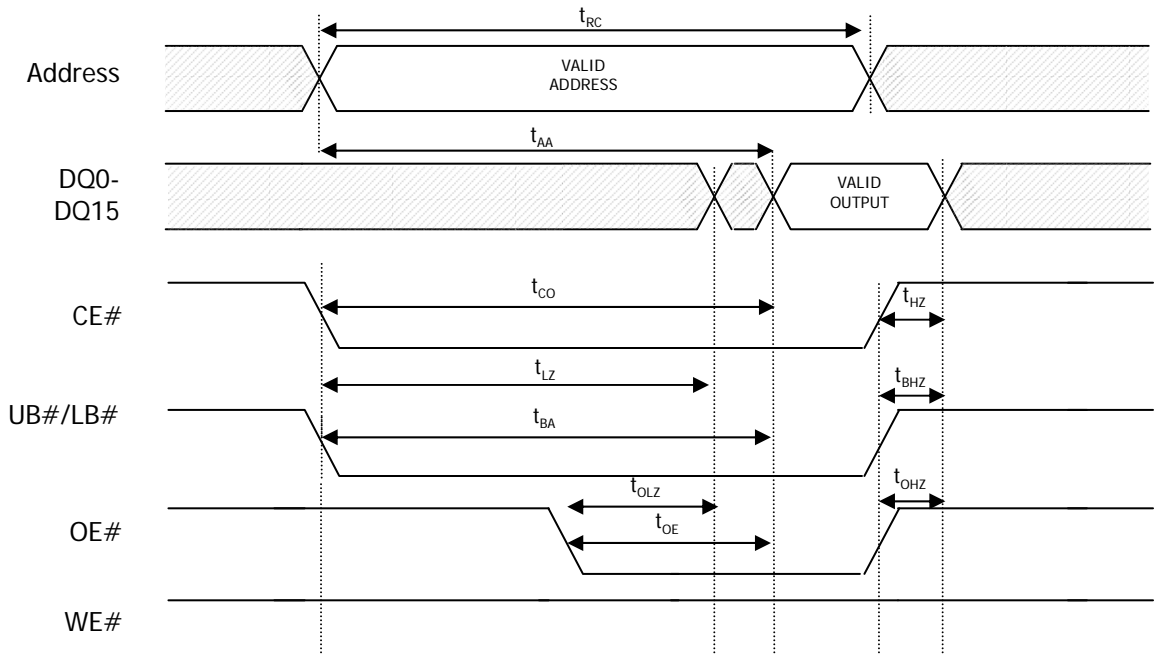 tRC
Address
VALID
ADDRESS
tAA
DQ0-
DQ15
VALID
OUTPUT
CE#
tCO
tHZ
tLZ
tBHZ
UB#/LB#
tBA
tOLZ
tOHZ
OE#
tOE
WE#